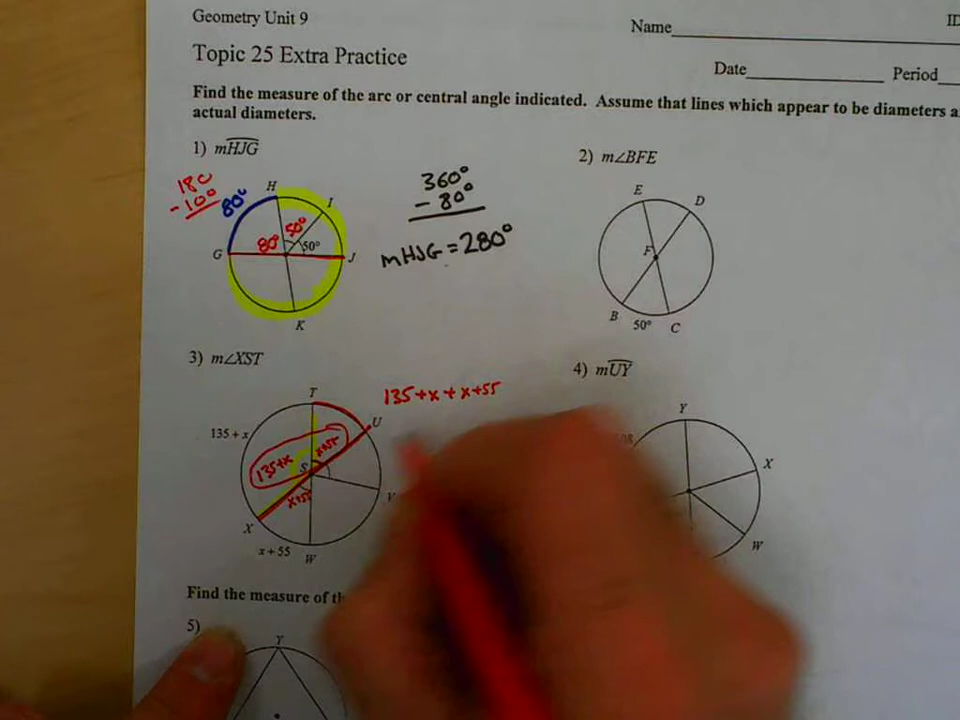 Geometry Unit 9
Name
ID
Topic 25 Extra Practice
Date Period
Find the measure of the arc or central angle indicated. Assume that lines which appear to be diameters a
actual diameters.
1) mHJG
2) m∠BFE
180
-100
80°
H
I
50°
80°
50°
G
J
K
360°
- 80°
mHJG = 280°
E
D
F
B
50°
C
3) m∠XST
4) mUY
T
U
135 + x
135+x
x+55
S
x+55
V
X
x + 55
W
135+x + x+55
Y
X
W
Find the measure of th
5)
Y